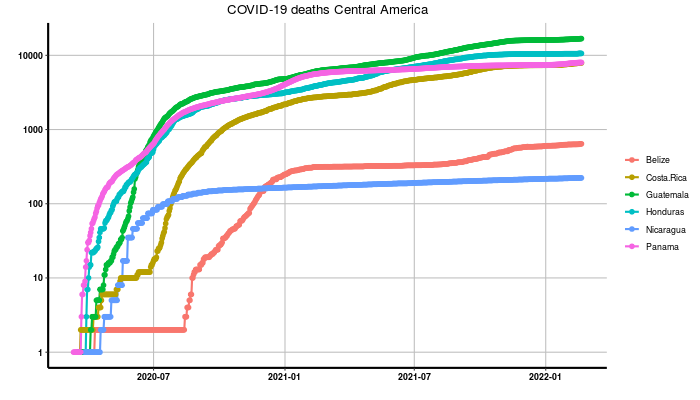 COVID-19 deaths Central America
10000
1000
100
10
1
2020-07 2021-01 2021-07 2022-01
Belize
Costa.Rica
Guatemala
Honduras
Nicaragua
Panama